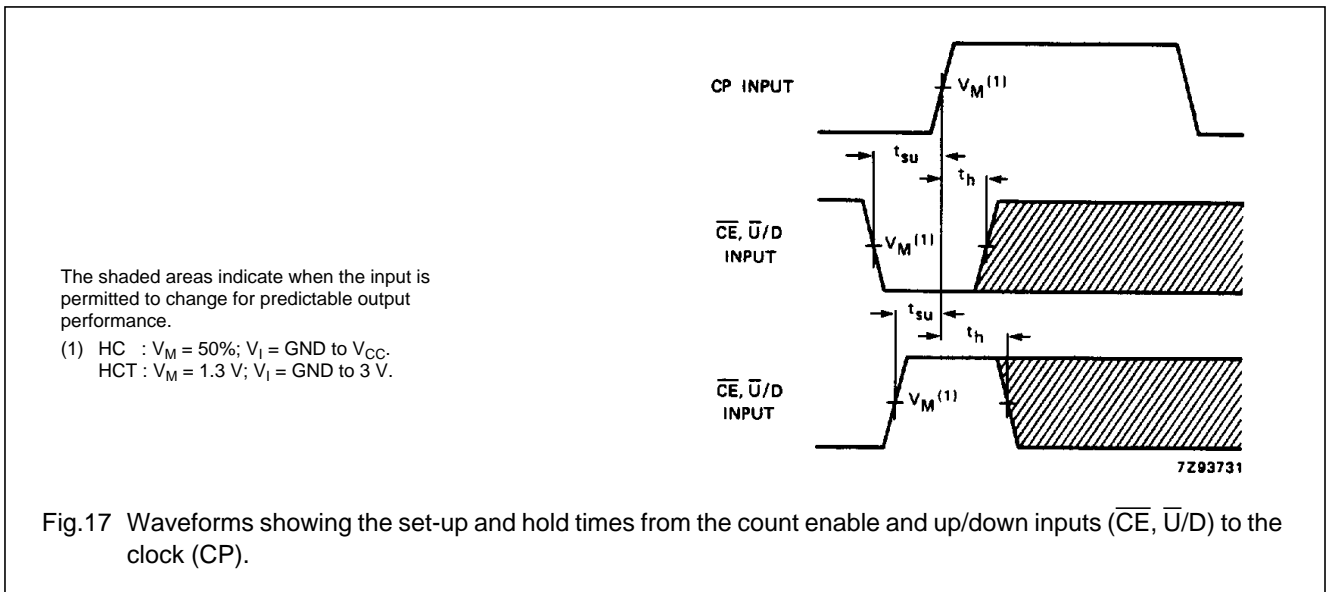 CP INPUT
V_M (1)
t_su
t_h
C̅E̅, U̅/D
INPUT
V_M (1)
t_su
t_h
C̅E̅, U̅/D
INPUT
V_M (1)
7Z93731
The shaded areas indicate when the input is
permitted to change for predictable output
performance.
(1) HC : V_M = 50%; V_I = GND to V_CC.
HCT : V_M = 1.3 V; V_I = GND to 3 V.
Fig.17 Waveforms showing the set-up and hold times from the count enable and up/down inputs (C̅E̅, U̅/D) to the
clock (CP).